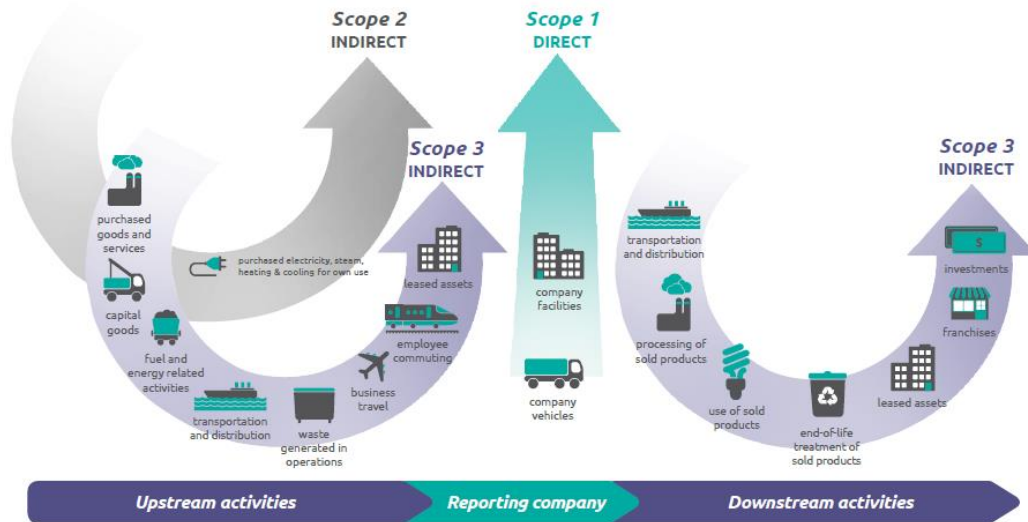 Scope 2
INDIRECT
Scope 1
DIRECT
Scope 3
INDIRECT
Scope 3
INDIRECT
purchased
goods and
services
capital
goods
fuel and
energy related
activities
purchased electricity, steam,
heating & cooling for own use
transportation
and distribution
waste
generated in
operations
business
travel
employee
commuting
leased assets
company
facilities
company
vehicles
transportation
and distribution
processing of
sold products
use of sold
products
end-of-life
treatment of
sold products
leased assets
franchises
investments
$
Upstream activities
Reporting company
Downstream activities